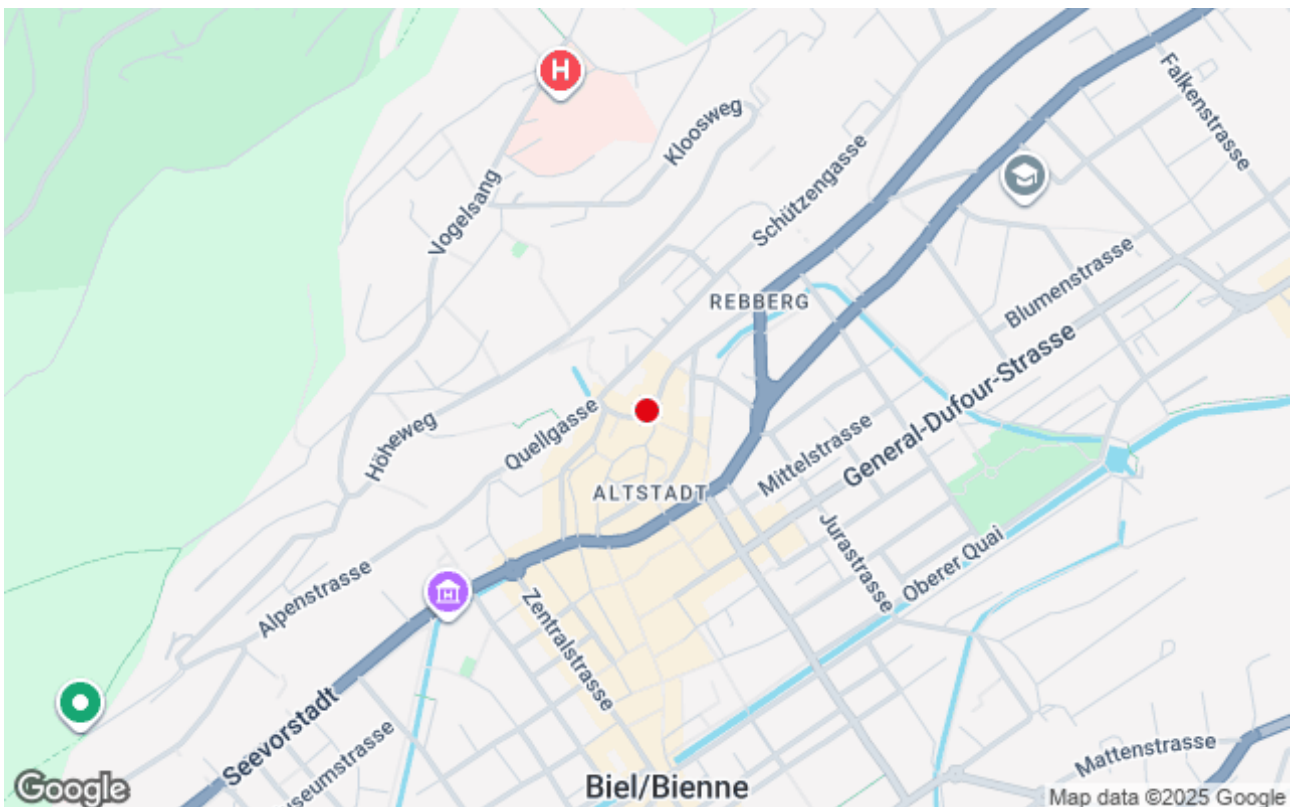 H
Falkenstrasse
Kloosweg
Schützengasse
Vogelsang
REBBERG
Blumenstrasse
General-Dufour-Strasse
Höheweg
Quellgasse
Mittelstrasse
ALTSTADT
Jurastrasse
Oberer Quai
Alpenstrasse
Zentralstrasse
Seevorstadt
useumstrasse
Mattenstrasse
Biel/Bienne
Google
Map data ©2025 Google